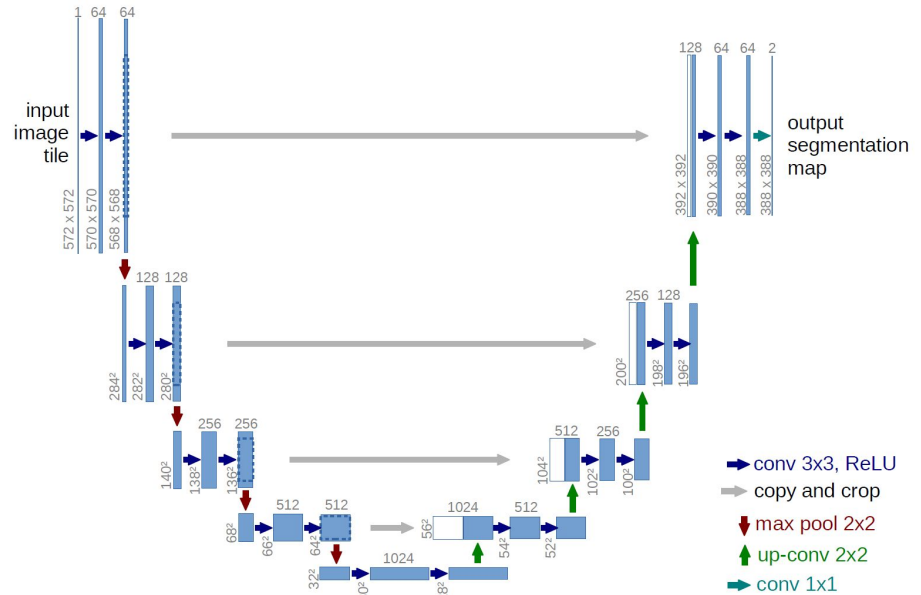 1 64 64
input
image
tile
572 x 572
570 x 570
568 x 568
128 64 64 2
output
segmentation
map
392 x 392
390 x 390
388 x 388
388 x 388
128 128
284²
282²
280²
256 128
200²
198²
196²
256 256
140²
138²
136²
512 256
104²
102²
100²
512 512
68²
66²
64²
1024 512
56²
54²
52²
1024
32²
0²
8²
conv 3x3, ReLU
copy and crop
max pool 2x2
up-conv 2x2
conv 1x1